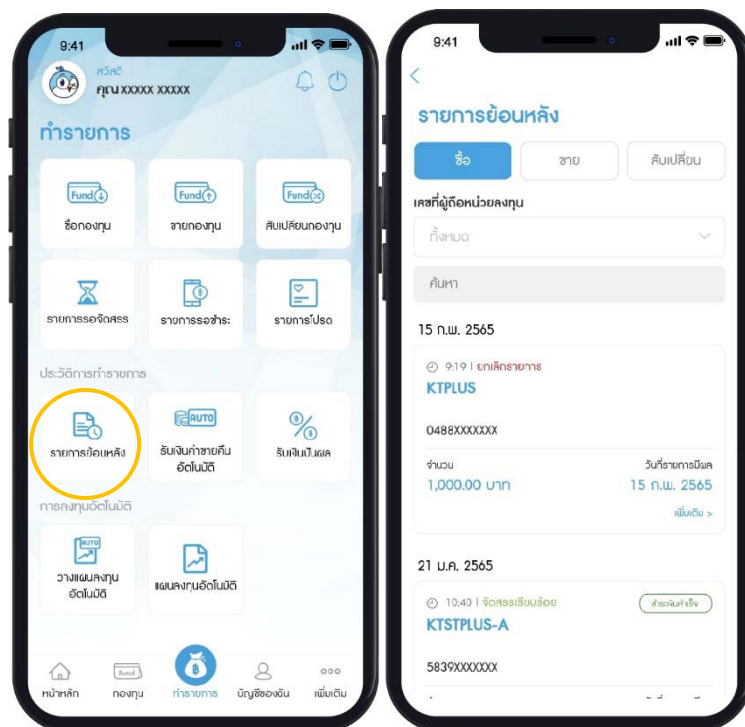 9:41
สวัสดี
คุณ xxxxx xxxxx
ทำรายการ
Fund
Fund
Fund
ซื้อกองทุน
ขายกองทุน
สับเปลี่ยนกองทุน
รายการรอจัดสรร
รายการรอชำระ
รายการโปรด
ประวัติการทำรายการ
AUTO
รายการย้อนหลัง
รับเงินค่าขายคืน
อัตโนมัติ
รับเงินปันผล
การลงทุนอัตโนมัติ
AUTO
วางแผนลงทุน
อัตโนมัติ
แผนลงทุนอัตโนมัติ
Fund
หน้าหลัก
กองทุน
ทำรายการ
บัญชีของฉัน
เพิ่มเติม
9:41
รายการย้อนหลัง
ซื้อ
ขาย
สับเปลี่ยน
เลขที่ผู้ถือหน่วยลงทุน
ทั้งหมด
ค้นหา
15 ก.พ. 2565
9:19 | ยกเลิกรายการ
KTPLUS
0488XXXXXXX
จำนวน
วันที่รายการมีผล
1,000.00 บาท
15 ก.พ. 2565
เพิ่มเติม >
21 ม.ค. 2565
10:40 | จัดสรรเรียบร้อย
ชำระเงินสำเร็จ
KTSTPLUS-A
5839XXXXXXX